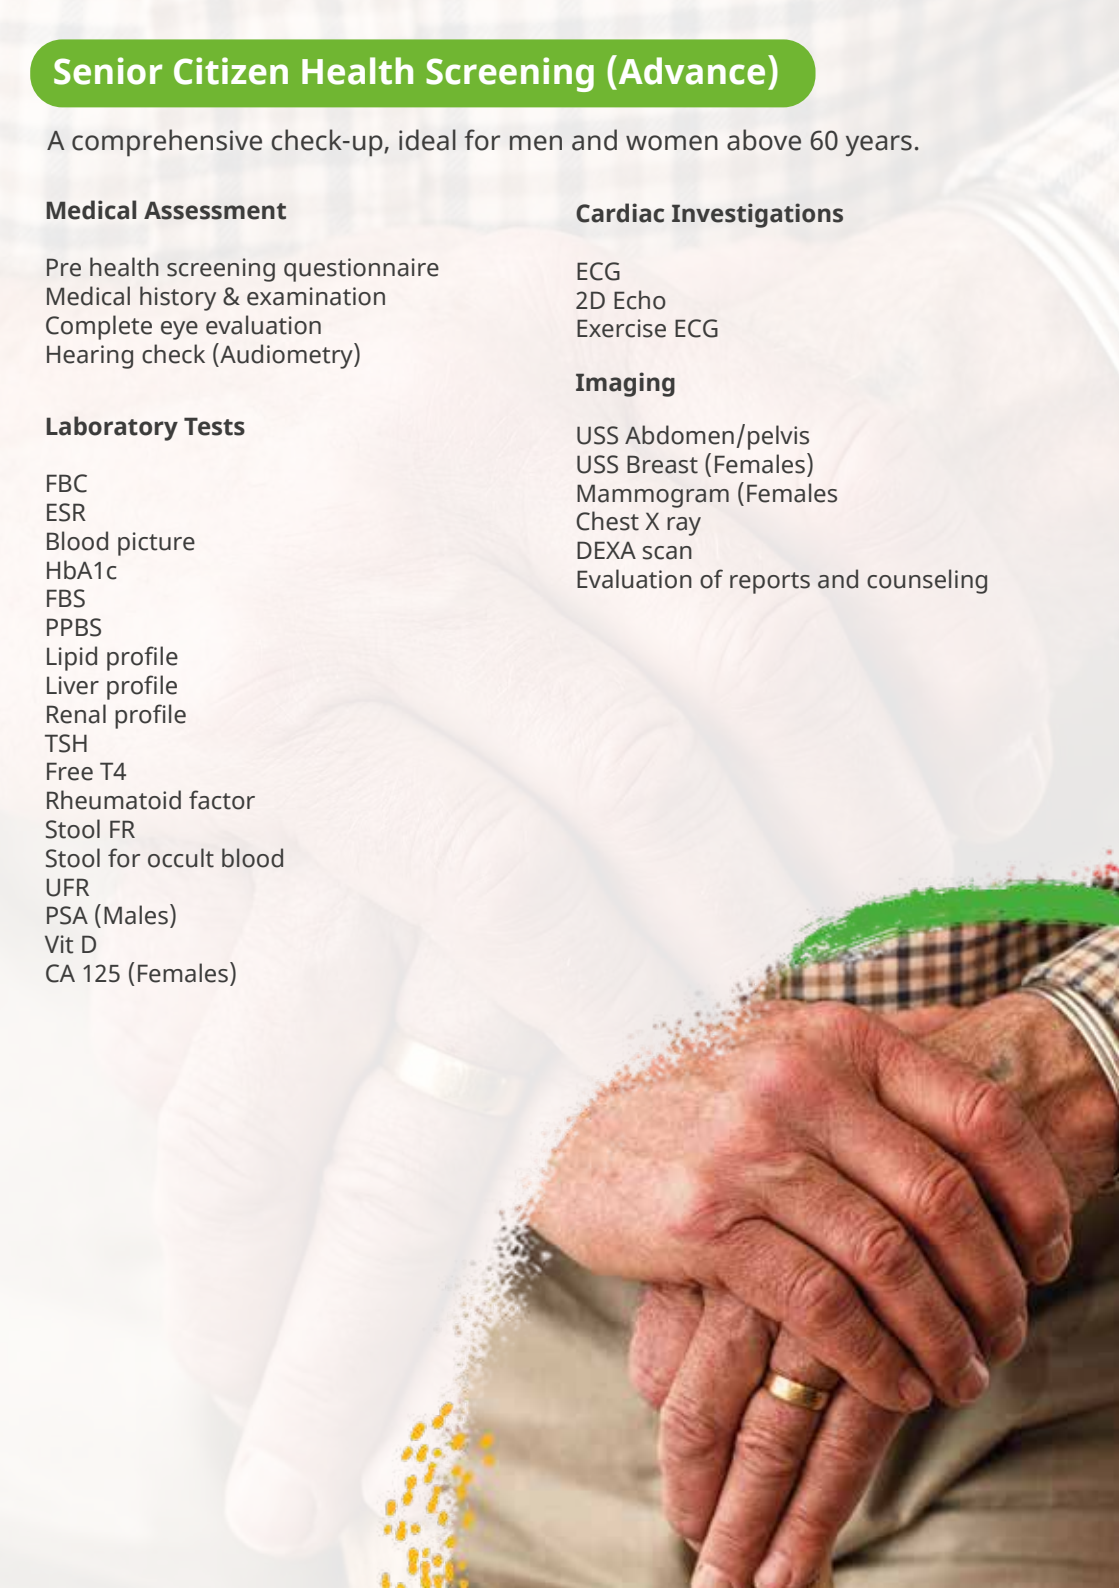 Senior Citizen Health Screening (Advance)
A comprehensive check-up, ideal for men and women above 60 years.
Medical Assessment
Pre health screening questionnaire
Medical history & examination
Complete eye evaluation
Hearing check (Audiometry)
Laboratory Tests
FBC
ESR
Blood picture
HbA1c
FBS
PPBS
Lipid profile
Liver profile
Renal profile
TSH
Free T4
Rheumatoid factor
Stool FR
Stool for occult blood
UFR
PSA (Males)
Vit D
CA 125 (Females)
Cardiac Investigations
ECG
2D Echo
Exercise ECG
Imaging
USS Abdomen/pelvis
USS Breast (Females)
Mammogram (Females
Chest X ray
DEXA scan
Evaluation of reports and counseling